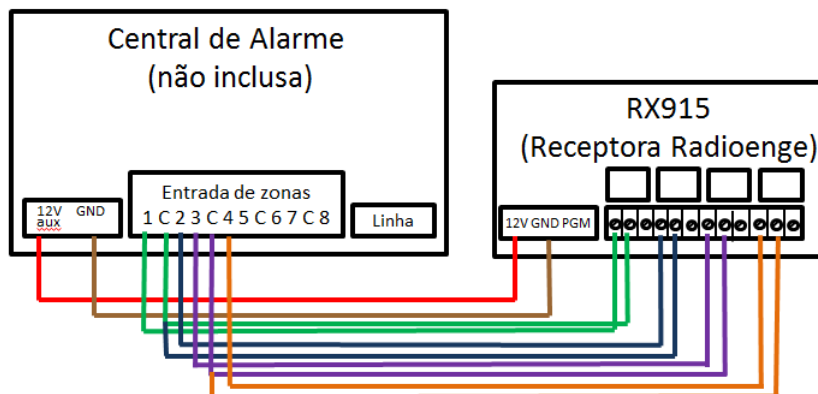 Central de Alarme
(não inclusa)
RX915
(Receptora Radioenge)
Entrada de zonas
12V GND
aux
1 C 2 3 C 4 5 C 6 7 C 8
Linha
12V GND PGM